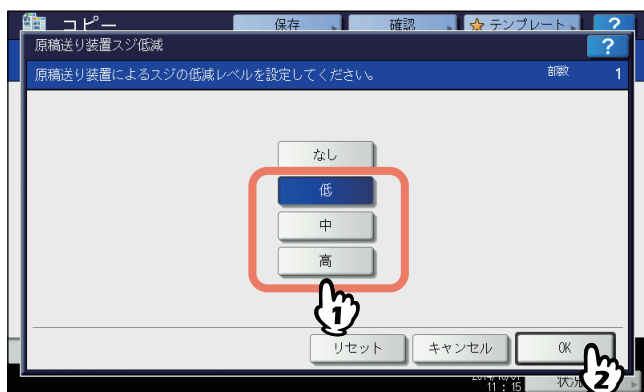 コピー 保存 確認 テンプレート ?
原稿送り装置スジ低減 ?
原稿送り装置によるスジの低減レベルを設定してください。 部数 1
なし
低
中
高
1
リセット キャンセル OK
2
11:15 状況